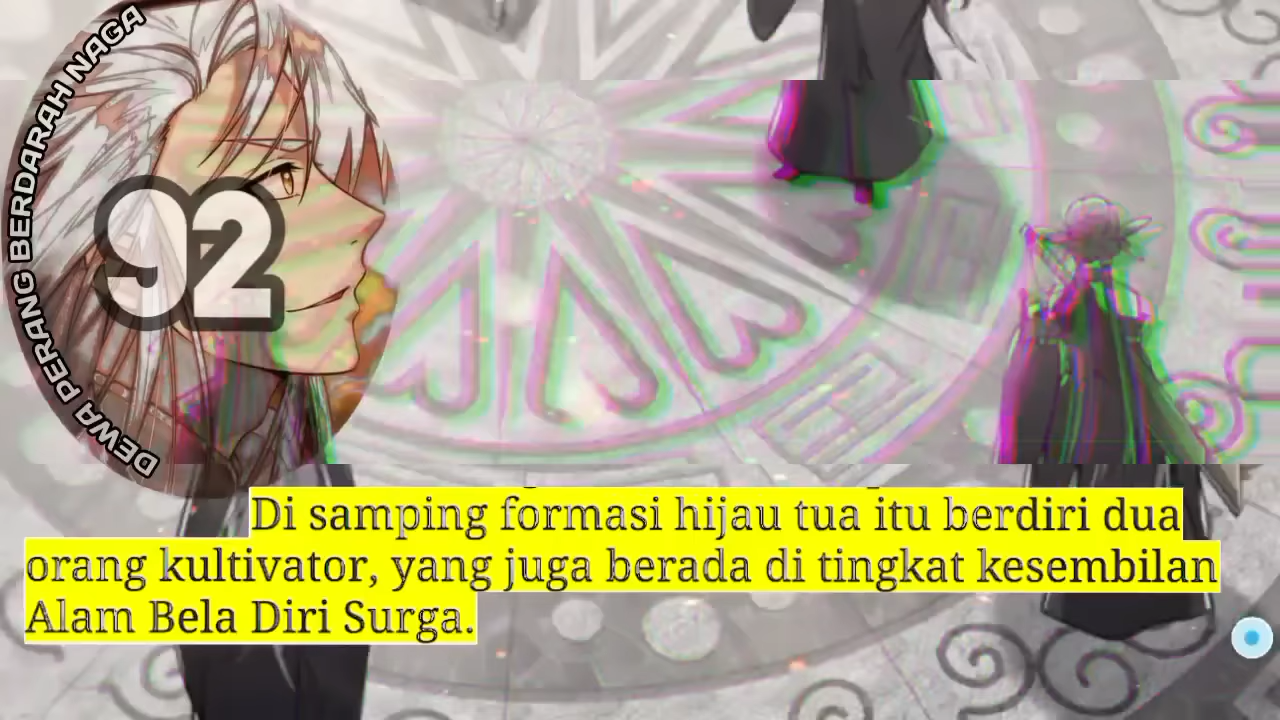 DEWA PERANG BERDARAH NAGA
92
Di samping formasi hijau tua itu berdiri dua
orang kultivator, yang juga berada di tingkat kesembilan
Alam Bela Diri Surga.